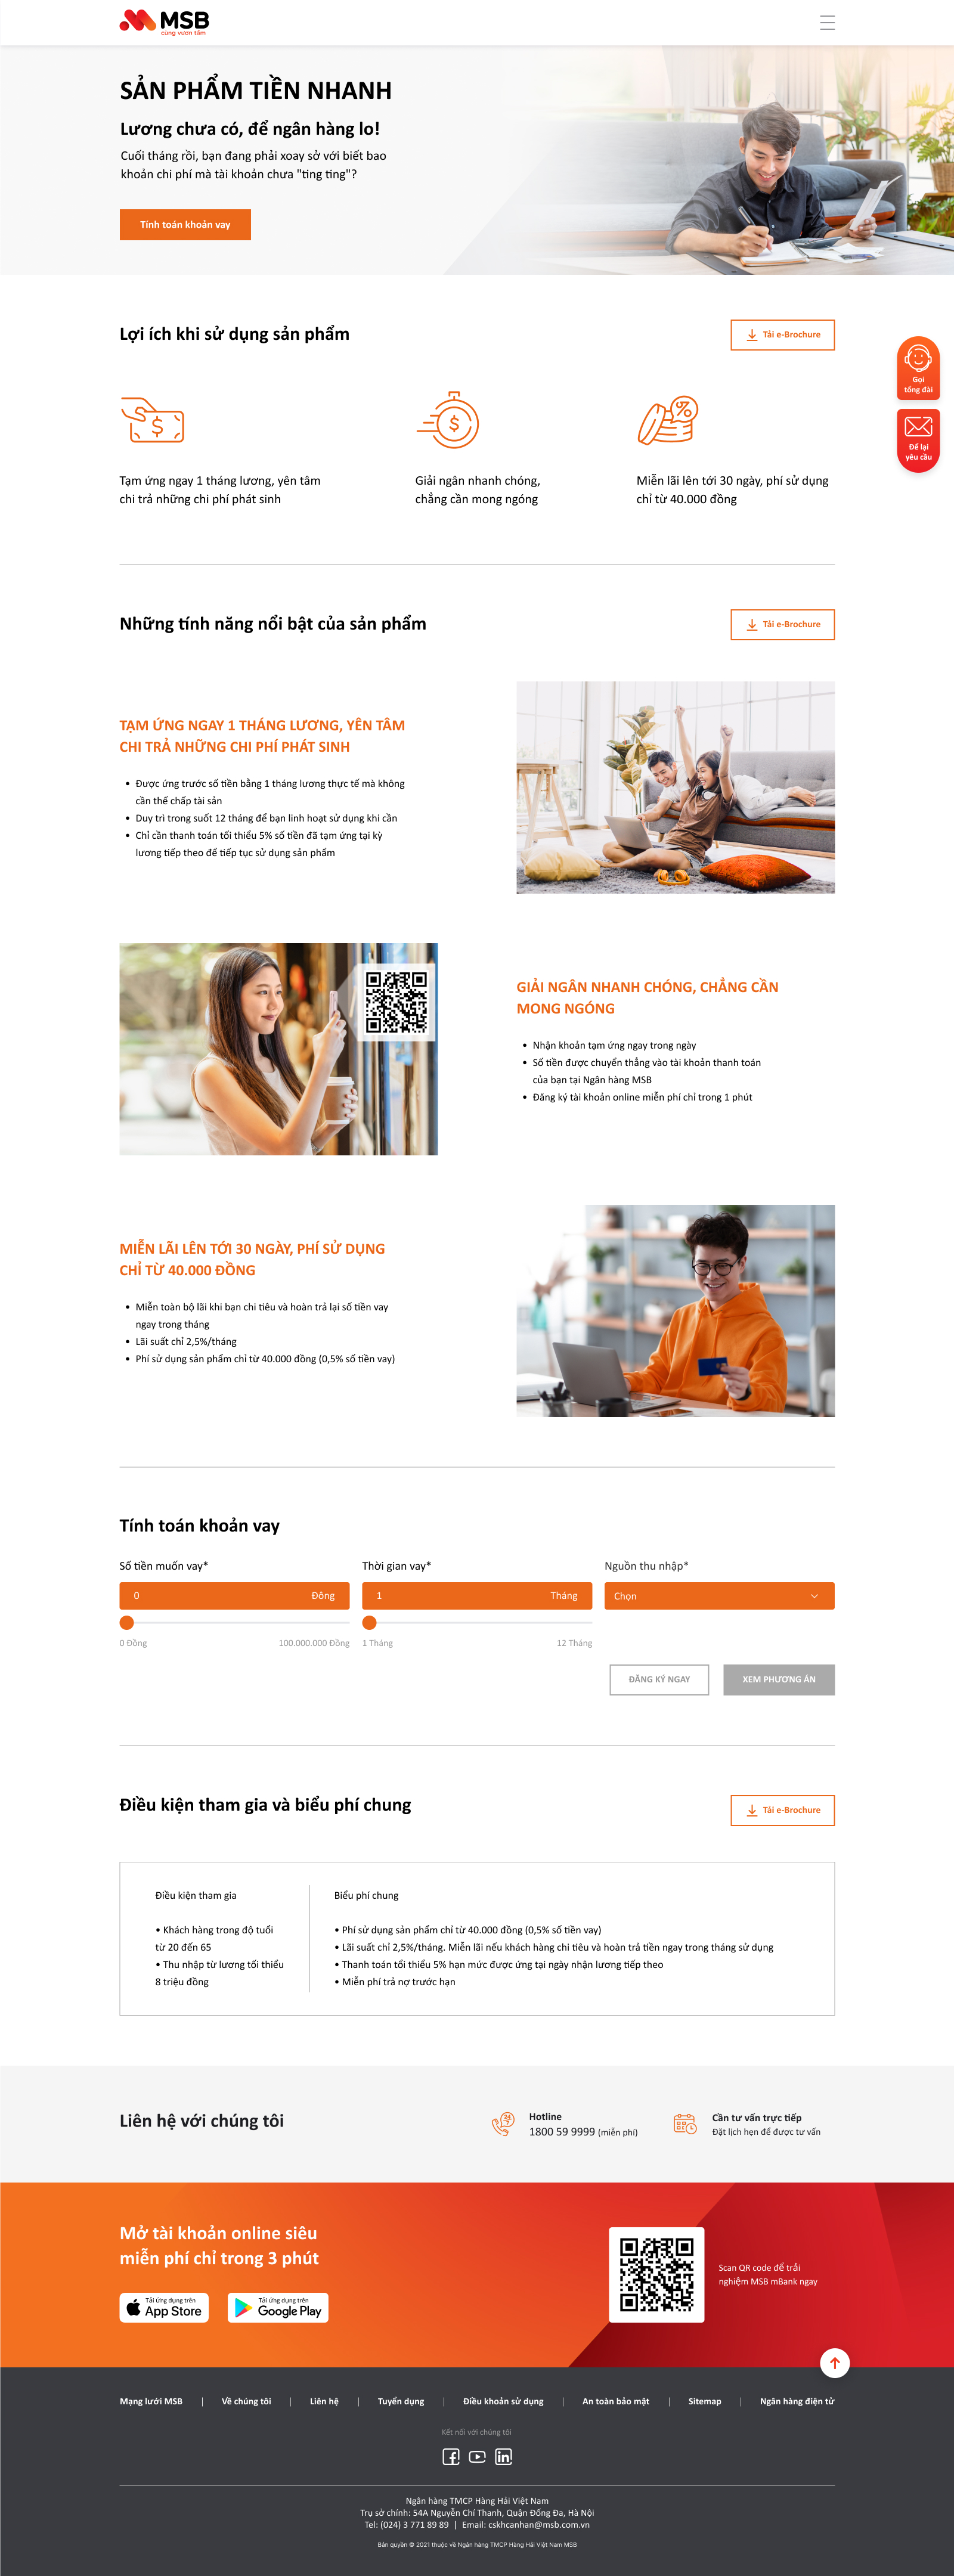 MSB
cùng vươn tầm
SẢN PHẨM TIỀN NHANH
Lương chưa có, để ngân hàng lo!
Cuối tháng rồi, bạn đang phải xoay sở với biết bao
khoản chi phí mà tài khoản chưa "ting ting"?
Tính toán khoản vay
Lợi ích khi sử dụng sản phẩm
Tải e-Brochure
Gọi
tổng đài
Để lại
yêu cầu
Tạm ứng ngay 1 tháng lương, yên tâm
chi trả những chi phí phát sinh
Giải ngân nhanh chóng,
chẳng cần mong ngóng
Miễn lãi lên tới 30 ngày, phí sử dụng
chỉ từ 40.000 đồng
Những tính năng nổi bật của sản phẩm
Tải e-Brochure
TẠM ỨNG NGAY 1 THÁNG LƯƠNG, YÊN TÂM
CHI TRẢ NHỮNG CHI PHÍ PHÁT SINH
• Được ứng trước số tiền bằng 1 tháng lương thực tế mà không
cần thế chấp tài sản
• Duy trì trong suốt 12 tháng để bạn linh hoạt sử dụng khi cần
• Chỉ cần thanh toán tối thiểu 5% số tiền đã tạm ứng tại kỳ
lương tiếp theo để tiếp tục sử dụng sản phẩm
GIẢI NGÂN NHANH CHÓNG, CHẲNG CẦN
MONG NGÓNG
• Nhận khoản tạm ứng ngay trong ngày
• Số tiền được chuyển thẳng vào tài khoản thanh toán
của bạn tại Ngân hàng MSB
• Đăng ký tài khoản online miễn phí chỉ trong 1 phút
MIỄN LÃI LÊN TỚI 30 NGÀY, PHÍ SỬ DỤNG
CHỈ TỪ 40.000 ĐỒNG
• Miễn toàn bộ lãi khi bạn chi tiêu và hoàn trả lại số tiền vay
ngay trong tháng
• Lãi suất chỉ 2,5%/tháng
• Phí sử dụng sản phẩm chỉ từ 40.000 đồng (0,5% số tiền vay)
Tính toán khoản vay
Số tiền muốn vay*
0 Đồng
0 Đồng 100.000.000 Đồng
Thời gian vay*
1 Tháng
1 Tháng 12 Tháng
Nguồn thu nhập*
Chọn
ĐĂNG KÝ NGAY
XEM PHƯƠNG ÁN
Điều kiện tham gia và biểu phí chung
Tải e-Brochure
Điều kiện tham gia
• Khách hàng trong độ tuổi
từ 20 đến 65
• Thu nhập từ lương tối thiểu
8 triệu đồng
Biểu phí chung
• Phí sử dụng sản phẩm chỉ từ 40.000 đồng (0,5% số tiền vay)
• Lãi suất chỉ 2,5%/tháng. Miễn lãi nếu khách hàng chi tiêu và hoàn trả tiền ngay trong tháng sử dụng
• Thanh toán tối thiểu 5% hạn mức được ứng tại ngày nhận lương tiếp theo
• Miễn phí trả nợ trước hạn
Liên hệ với chúng tôi
Hotline
1800 59 9999 (miễn phí)
Cần tư vấn trực tiếp
Đặt lịch hẹn để được tư vấn
Mở tài khoản online siêu
miễn phí chỉ trong 3 phút
Tải ứng dụng trên
App Store
Tải ứng dụng trên
Google Play
Scan QR code để trải
nghiệm MSB mBank ngay
Mạng lưới MSB | Về chúng tôi | Liên hệ | Tuyển dụng | Điều khoản sử dụng | An toàn bảo mật | Sitemap | Ngân hàng điện tử
Kết nối với chúng tôi
Ngân hàng TMCP Hàng Hải Việt Nam
Trụ sở chính: 54A Nguyễn Chí Thanh, Quận Đống Đa, Hà Nội
Tel: (024) 3 771 89 89 | Email: cskhcanhan@msb.com.vn
Bản quyền © 2021 thuộc về Ngân hàng TMCP Hàng Hải Việt Nam MSB